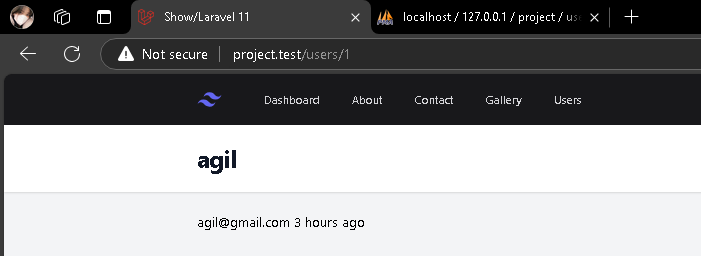 Show/Laravel 11
localhost / 127.0.0.1 / project / use
Not secure
project.test/users/1
Dashboard About Contact Gallery Users
agil
agil@gmail.com 3 hours ago